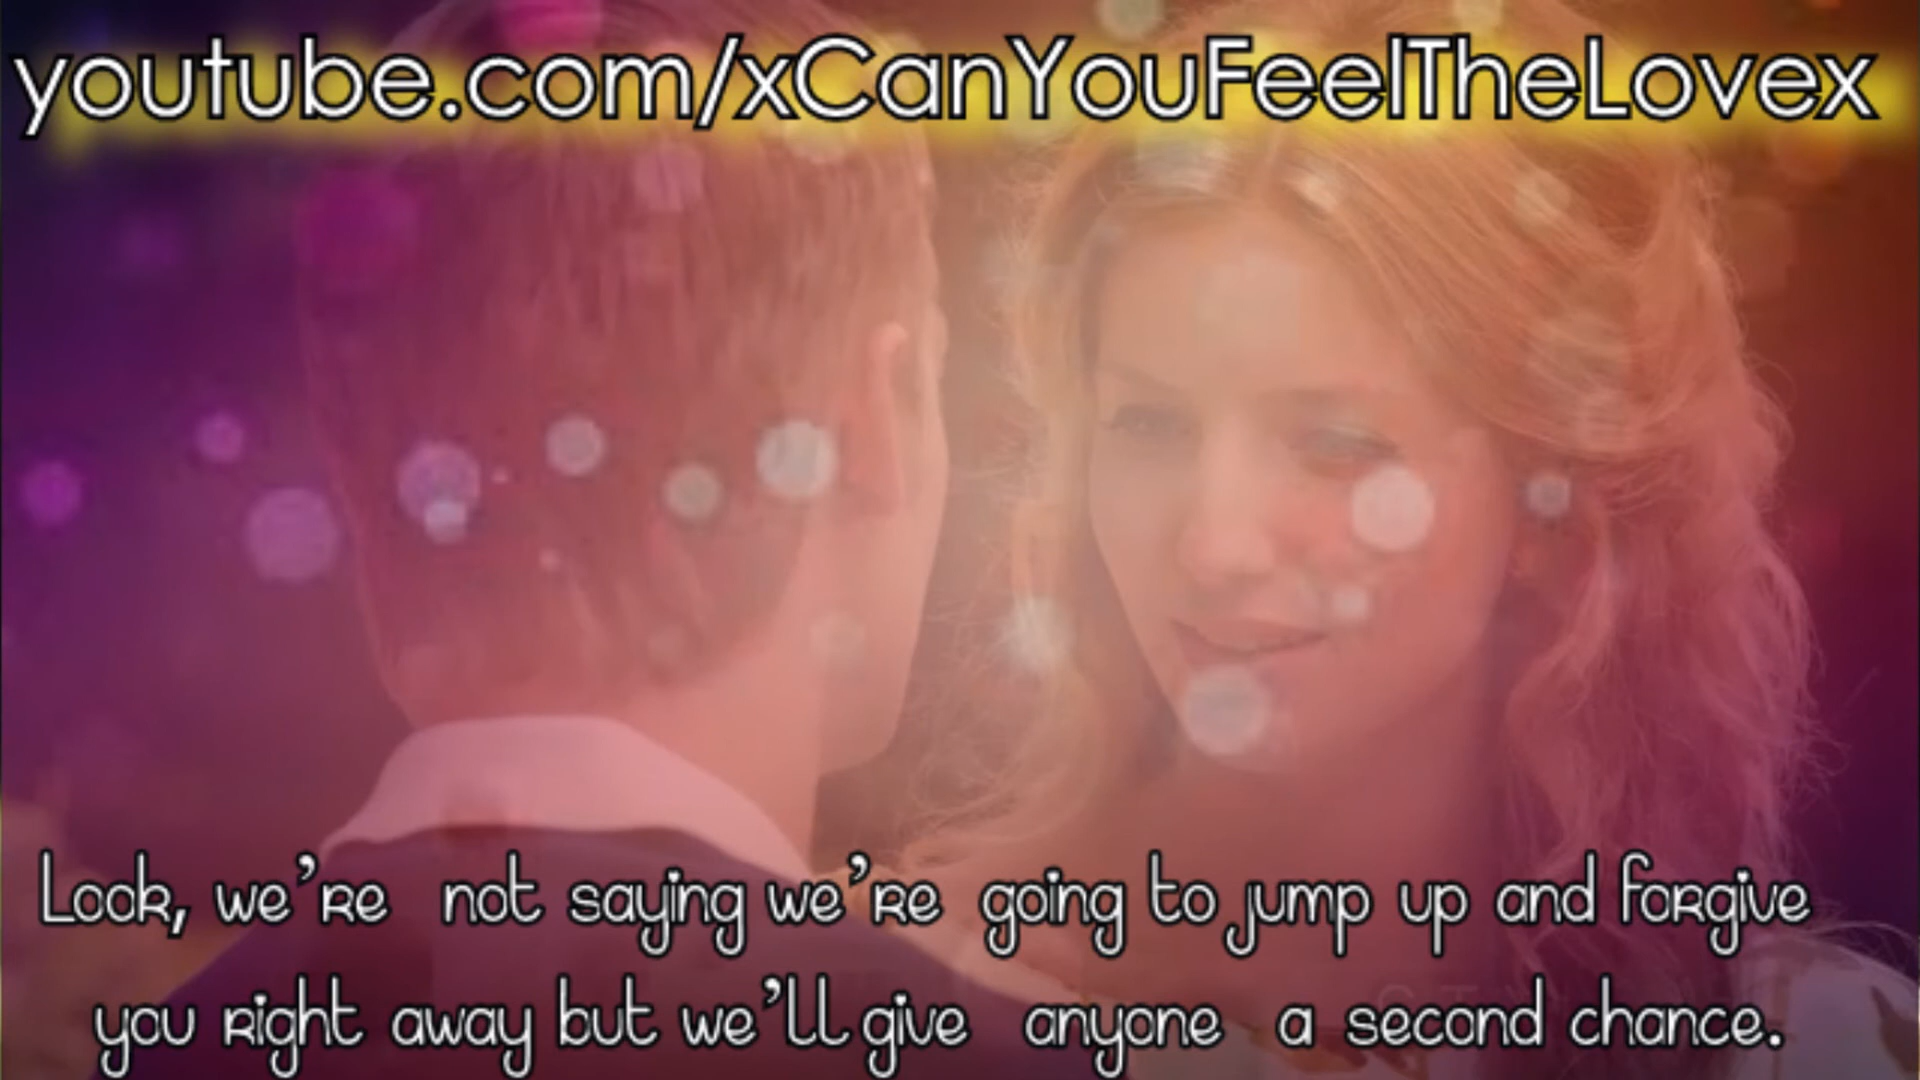 youtube.com/xCanYouFeelTheLovex
Look, we're not saying we're going to jump up and forgive
you right away but we'll give anyone a second chance.